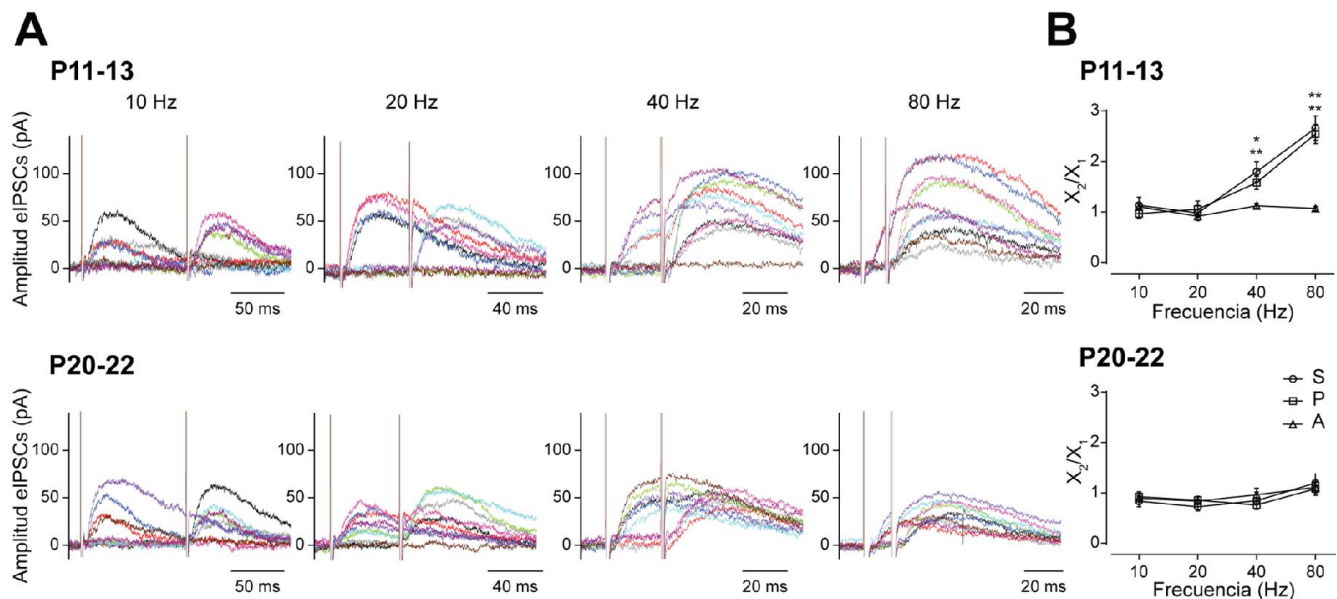 A
P11-13
10 Hz
20 Hz
40 Hz
80 Hz
Amplitud eIPSCs (pA)
100
50
0
100
50
0
100
50
0
100
50
0
50 ms
40 ms
20 ms
20 ms
P20-22
Amplitud eIPSCs (pA)
100
50
0
100
50
0
100
50
0
100
50
0
50 ms
40 ms
20 ms
20 ms
B
P11-13
X2/X1
3
2
1
0
*
**
**
**
10 20 40 80
Frecuencia (Hz)
P20-22
S
P
A
X2/X1
3
2
1
0
10 20 40 80
Frecuencia (Hz)